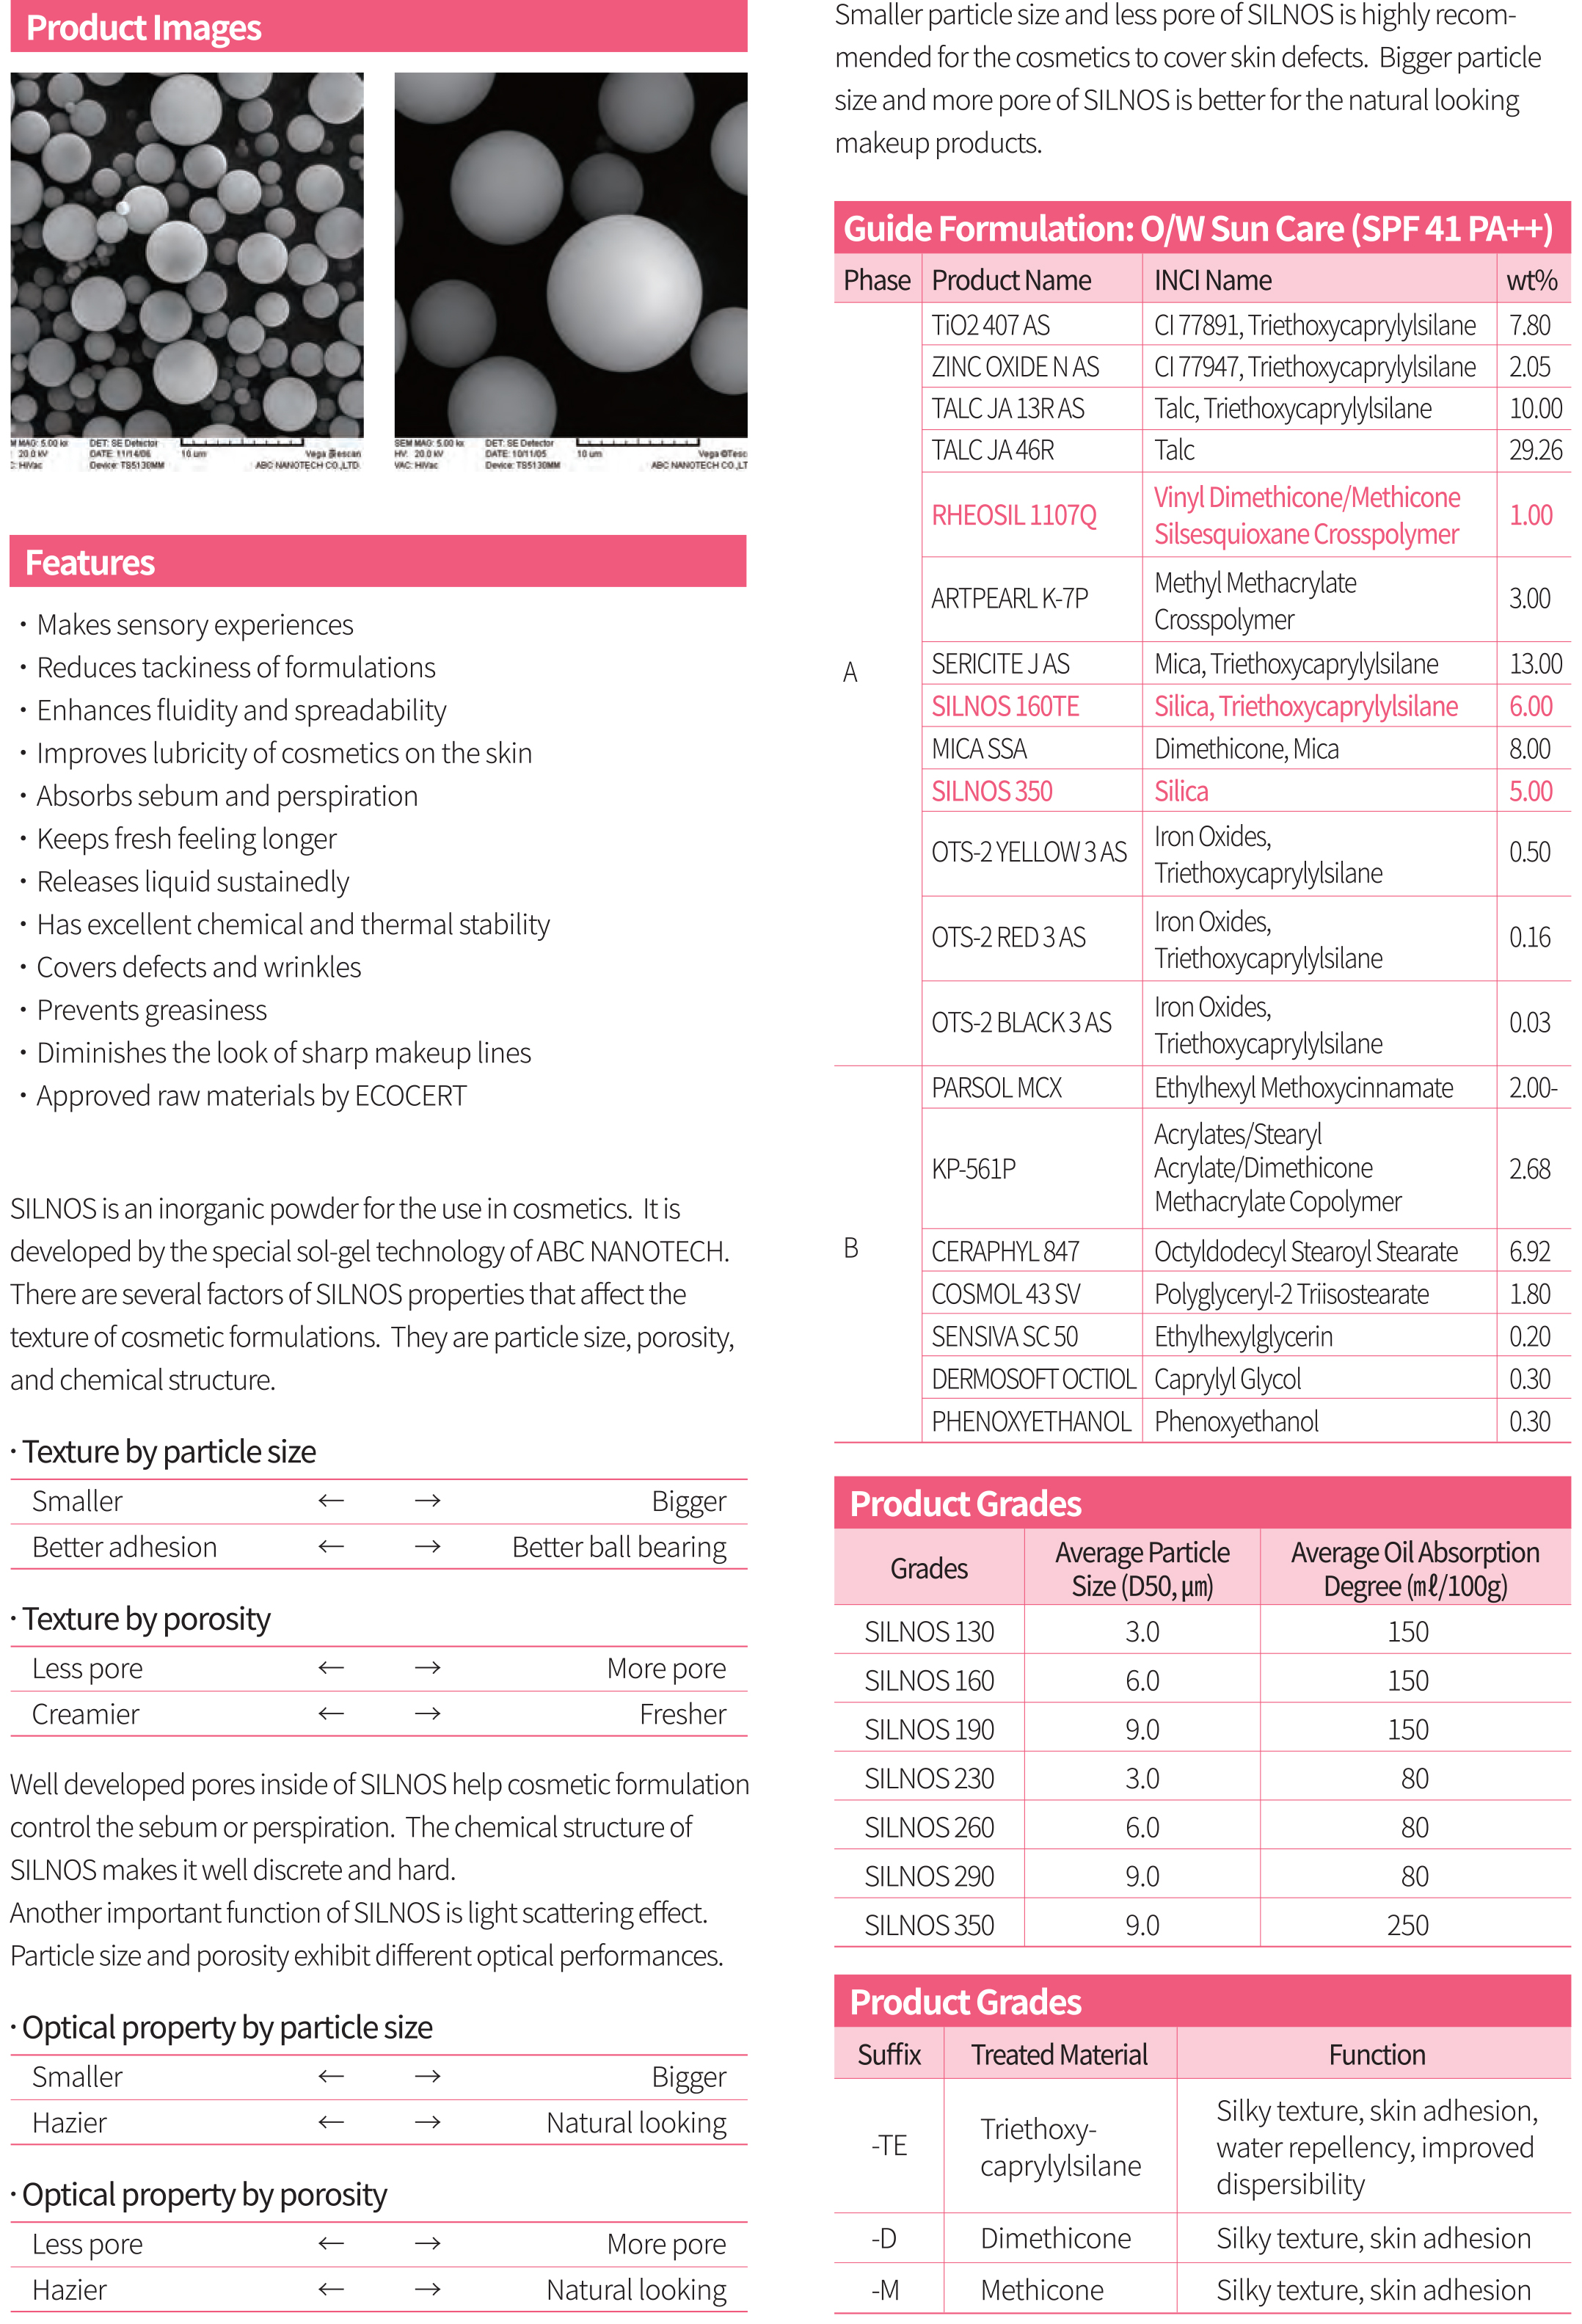 Product Images
M MAG: 5.00 kx DET: SE Detector
: 20.0 kV DATE: 11/14/06 10 um Vega ©Tescan
C: HiVac Device: TS5130MM ABC NANOTECH CO.,LTD.
SEM MAG: 5.00 kx DET: SE Detector
HV: 20.0 kV DATE: 10/11/05 10 um Vega ©Tesc
VAC: HiVac Device: TS5130MM ABC NANOTECH CO.,LT
Features
· Makes sensory experiences
· Reduces tackiness of formulations
· Enhances fluidity and spreadability
· Improves lubricity of cosmetics on the skin
· Absorbs sebum and perspiration
· Keeps fresh feeling longer
· Releases liquid sustainedly
· Has excellent chemical and thermal stability
· Covers defects and wrinkles
· Prevents greasiness
· Diminishes the look of sharp makeup lines
· Approved raw materials by ECOCERT
SILNOS is an inorganic powder for the use in cosmetics. It is
developed by the special sol-gel technology of ABC NANOTECH.
There are several factors of SILNOS properties that affect the
texture of cosmetic formulations. They are particle size, porosity,
and chemical structure.
· Texture by particle size
Smaller ← → Bigger
Better adhesion ← → Better ball bearing
· Texture by porosity
Less pore ← → More pore
Creamier ← → Fresher
Well developed pores inside of SILNOS help cosmetic formulation
control the sebum or perspiration. The chemical structure of
SILNOS makes it well discrete and hard.
Another important function of SILNOS is light scattering effect.
Particle size and porosity exhibit different optical performances.
· Optical property by particle size
Smaller ← → Bigger
Hazier ← → Natural looking
· Optical property by porosity
Less pore ← → More pore
Hazier ← → Natural looking
Smaller particle size and less pore of SILNOS is highly recom-
mended for the cosmetics to cover skin defects. Bigger particle
size and more pore of SILNOS is better for the natural looking
makeup products.
Guide Formulation: O/W Sun Care (SPF 41 PA++)
Phase Product Name INCI Name wt%
TiO2 407 AS CI 77891, Triethoxycaprylylsilane 7.80
ZINC OXIDE N AS CI 77947, Triethoxycaprylylsilane 2.05
TALC JA 13R AS Talc, Triethoxycaprylylsilane 10.00
TALC JA 46R Talc 29.26
RHEOSIL 1107Q Vinyl Dimethicone/Methicone
Silsesquioxane Crosspolymer 1.00
ARTPEARL K-7P Methyl Methacrylate
Crosspolymer 3.00
A
SERICITE J AS Mica, Triethoxycaprylylsilane 13.00
SILNOS 160TE Silica, Triethoxycaprylylsilane 6.00
MICA SSA Dimethicone, Mica 8.00
SILNOS 350 Silica 5.00
OTS-2 YELLOW 3 AS Iron Oxides,
Triethoxycaprylylsilane 0.50
OTS-2 RED 3 AS Iron Oxides,
Triethoxycaprylylsilane 0.16
OTS-2 BLACK 3 AS Iron Oxides,
Triethoxycaprylylsilane 0.03
PARSOL MCX Ethylhexyl Methoxycinnamate 2.00-
KP-561P Acrylates/Stearyl
Acrylate/Dimethicone
Methacrylate Copolymer 2.68
B
CERAPHYL 847 Octyldodecyl Stearoyl Stearate 6.92
COSMOL 43 SV Polyglyceryl-2 Triisostearate 1.80
SENSIVA SC 50 Ethylhexylglycerin 0.20
DERMOSOFT OCTIOL Caprylyl Glycol 0.30
PHENOXYETHANOL Phenoxyethanol 0.30
Product Grades
Grades Average Particle
Size (D50, ㎛) Average Oil Absorption
Degree (㎖/100g)
SILNOS 130 3.0 150
SILNOS 160 6.0 150
SILNOS 190 9.0 150
SILNOS 230 3.0 80
SILNOS 260 6.0 80
SILNOS 290 9.0 80
SILNOS 350 9.0 250
Product Grades
Suffix Treated Material Function
-TE Triethoxy-
caprylylsilane Silky texture, skin adhesion,
water repellency, improved
dispersibility
-D Dimethicone Silky texture, skin adhesion
-M Methicone Silky texture, skin adhesion